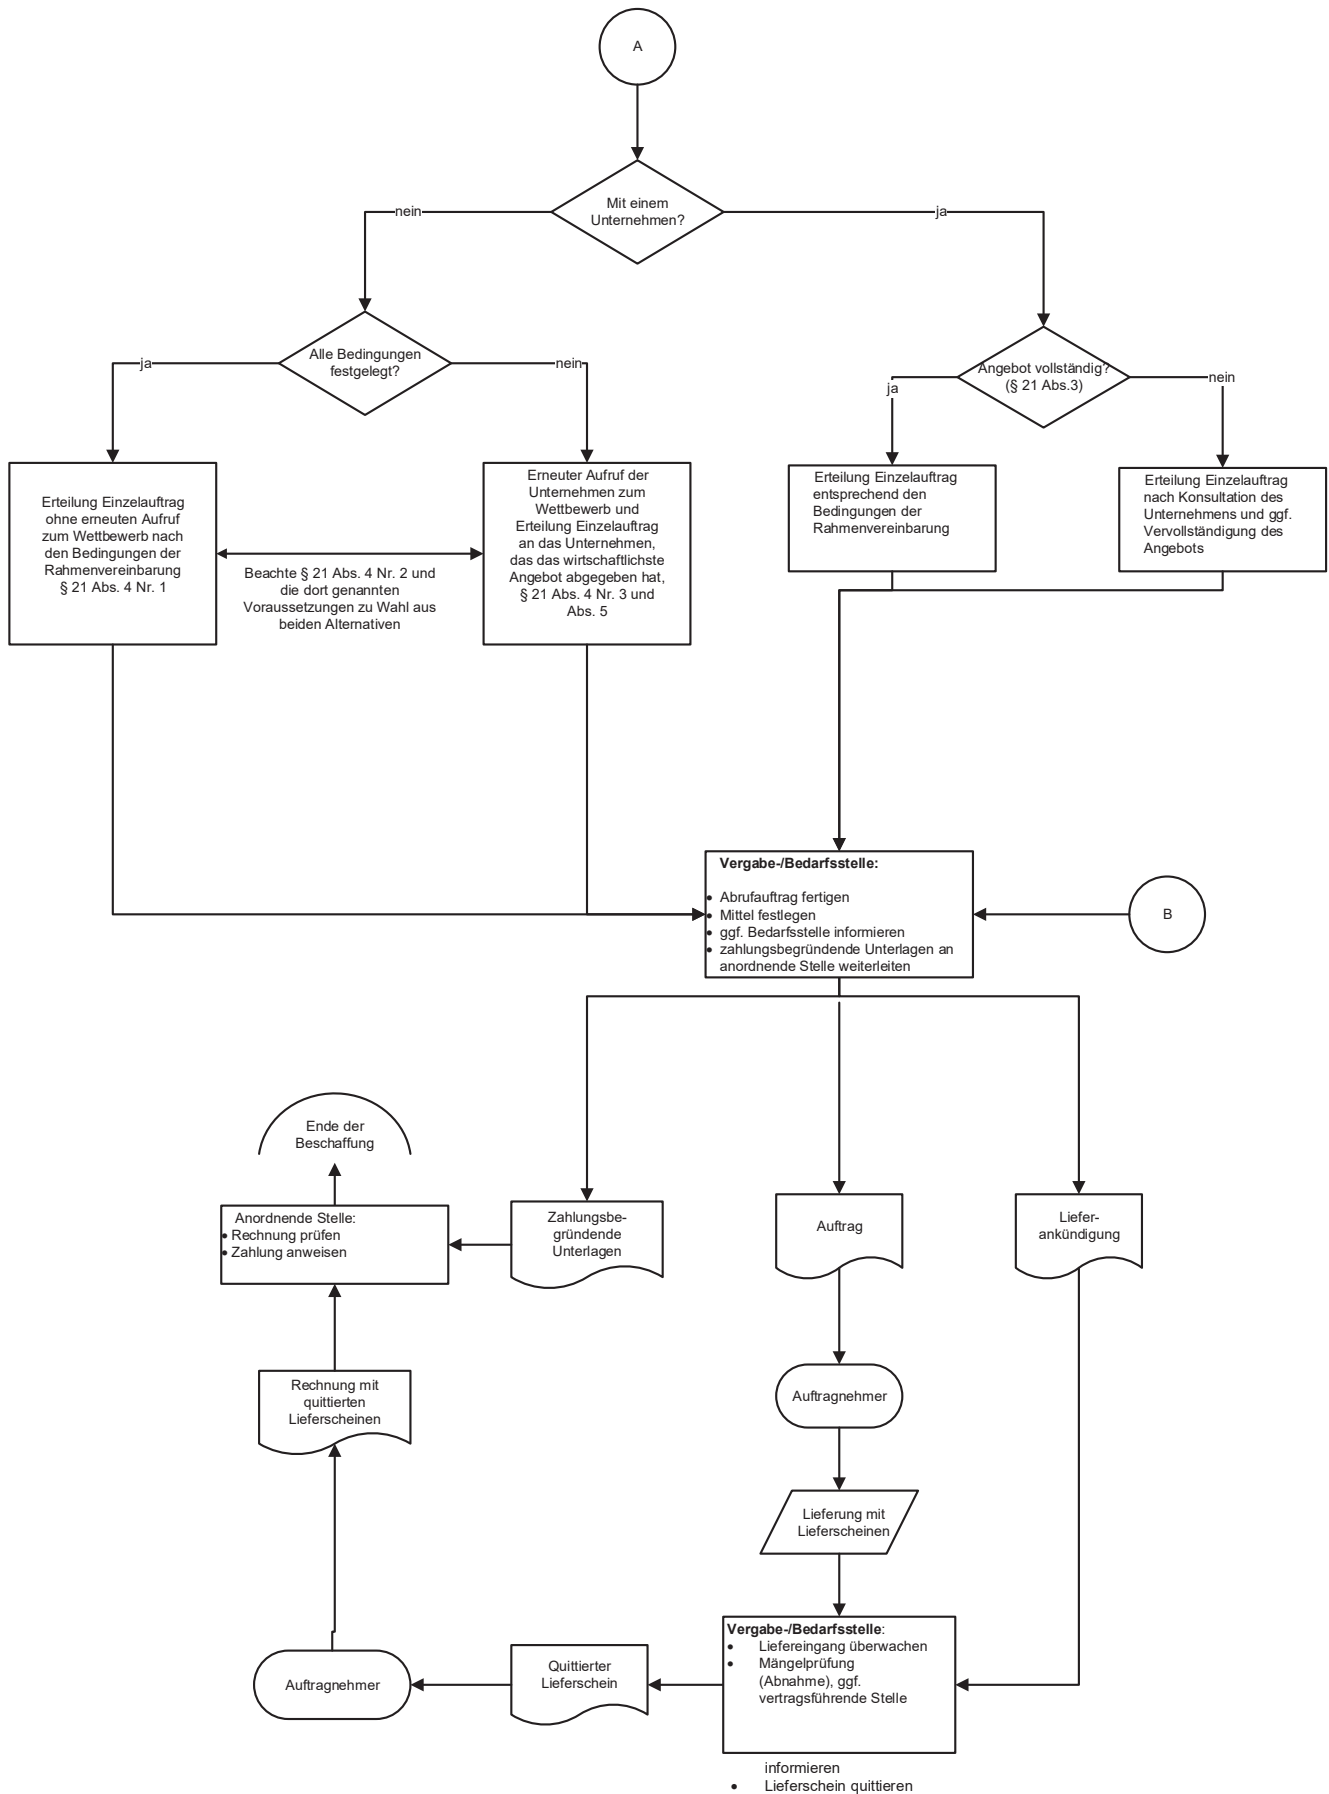 A
Mit einem
Unternehmen?
nein
ja
Alle Bedingungen
festgelegt?
ja
nein
Angebot vollständig?
(§ 21 Abs.3)
ja
nein
Erteilung Einzelauftrag
ohne erneuten Aufruf
zum Wettbewerb nach
den Bedingungen der
Rahmenvereinbarung
§ 21 Abs. 4 Nr. 1
Beachte § 21 Abs. 4 Nr. 2 und
die dort genannten
Voraussetzungen zu Wahl aus
beiden Alternativen
Erneuter Aufruf der
Unternehmen zum
Wettbewerb und
Erteilung Einzelauftrag
an das Unternehmen,
das das wirtschaftlichste
Angebot abgegeben hat,
§ 21 Abs. 4 Nr. 3 und
Abs. 5
Erteilung Einzelauftrag
entsprechend den
Bedingungen der
Rahmenvereinbarung
Erteilung Einzelauftrag
nach Konsultation des
Unternehmens und ggf.
Vervollständigung des
Angebots
Vergabe-/Bedarfsstelle:
• Abrufauftrag fertigen
• Mittel festlegen
• ggf. Bedarfsstelle informieren
• zahlungsbegründende Unterlagen an
anordnende Stelle weiterleiten
B
Ende der
Beschaffung
Anordnende Stelle:
• Rechnung prüfen
• Zahlung anweisen
Zahlungsbe-
gründende
Unterlagen
Auftrag
Liefer-
ankündigung
Rechnung mit
quittierten
Lieferscheinen
Auftragnehmer
Lieferung mit
Lieferscheinen
Vergabe-/Bedarfsstelle:
• Liefereingang überwachen
• Mängelprüfung
(Abnahme), ggf.
vertragsführende Stelle
informieren
• Lieferschein quittieren
Quittierter
Lieferschein
Auftragnehmer